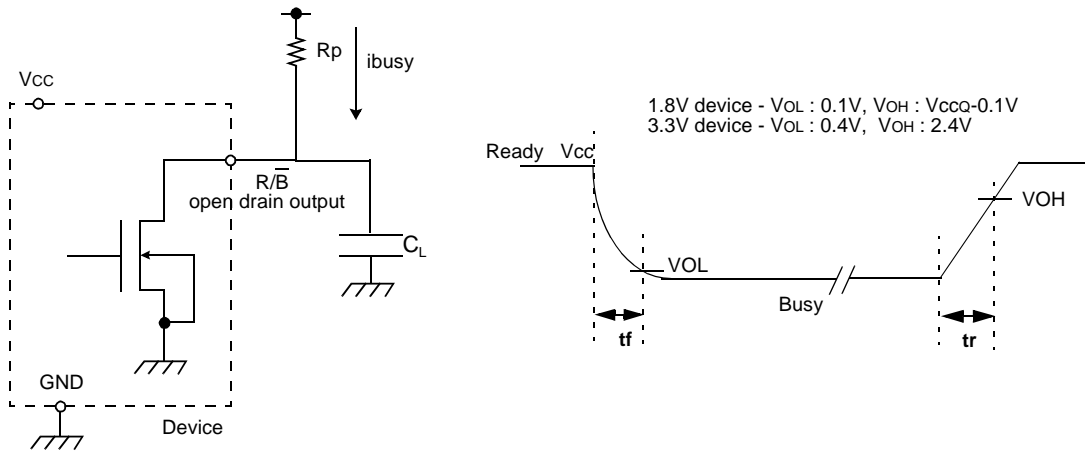 Rp
ibusy
VCC
R/B̅
open drain output
CL
GND
Device
1.8V device - VOL : 0.1V, VOH : VCCQ-0.1V
3.3V device - VOL : 0.4V, VOH : 2.4V
Ready Vcc
VOH
VOL
Busy
tf
tr